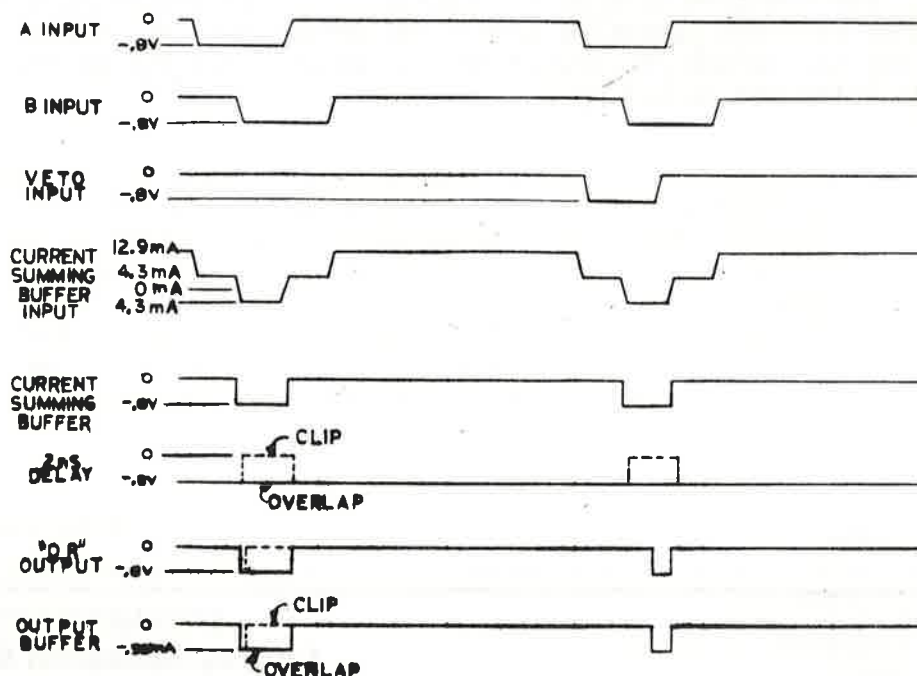 A INPUT
0
-.8V
B INPUT
0
-.8V
VETO
INPUT
0
-.8V
CURRENT
SUMMING
BUFFER
INPUT
12.9mA
4.3mA
0mA
4.3mA
CURRENT
SUMMING
BUFFER
0
-.8V
2nS
DELAY
0
-.8V
CLIP
OVERLAP
"OR"
OUTPUT
0
-.8V
OUTPUT
BUFFER
0
CLIP
OVERLAP